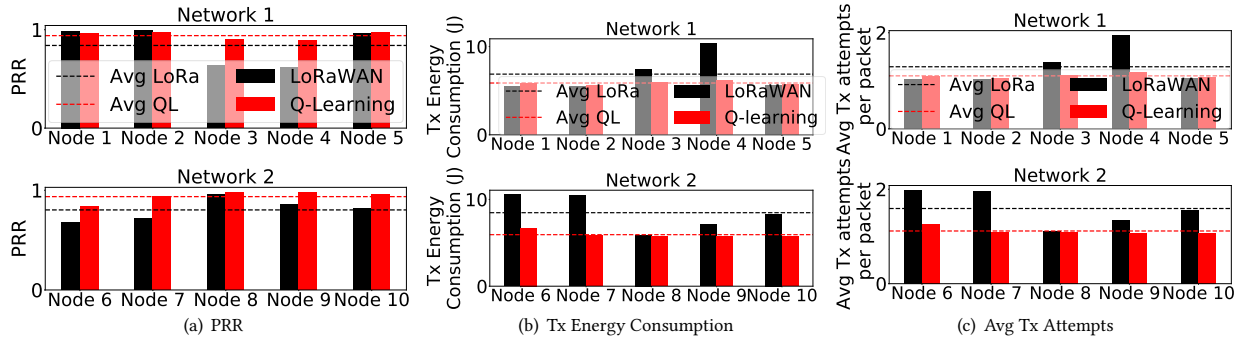 Network 1
1
PRR
0
Avg LoRa
LoRaWAN
Avg QL
Q-Learning
Node 1 Node 2 Node 3 Node 4 Node 5
Network 2
1
PRR
0
Node 6 Node 7 Node 8 Node 9 Node 10
(a) PRR
Network 1
10
Tx Energy
Consumption (J)
0
Avg LoRa
LoRaWAN
Avg QL
Q-learning
Node 1 Node 2 Node 3 Node 4 Node 5
Network 2
10
Tx Energy
Consumption (J)
0
Node 6 Node 7 Node 8 Node 9 Node 10
(b) Tx Energy Consumption
Network 1
2
Avg Tx attempts
per packet
0
Avg LoRa
LoRaWAN
Avg QL
Q-Learning
Node 1 Node 2 Node 3 Node 4 Node 5
Network 2
2
Avg Tx attempts
per packet
0
Node 6 Node 7 Node 8 Node 9 Node 10
(c) Avg Tx Attempts